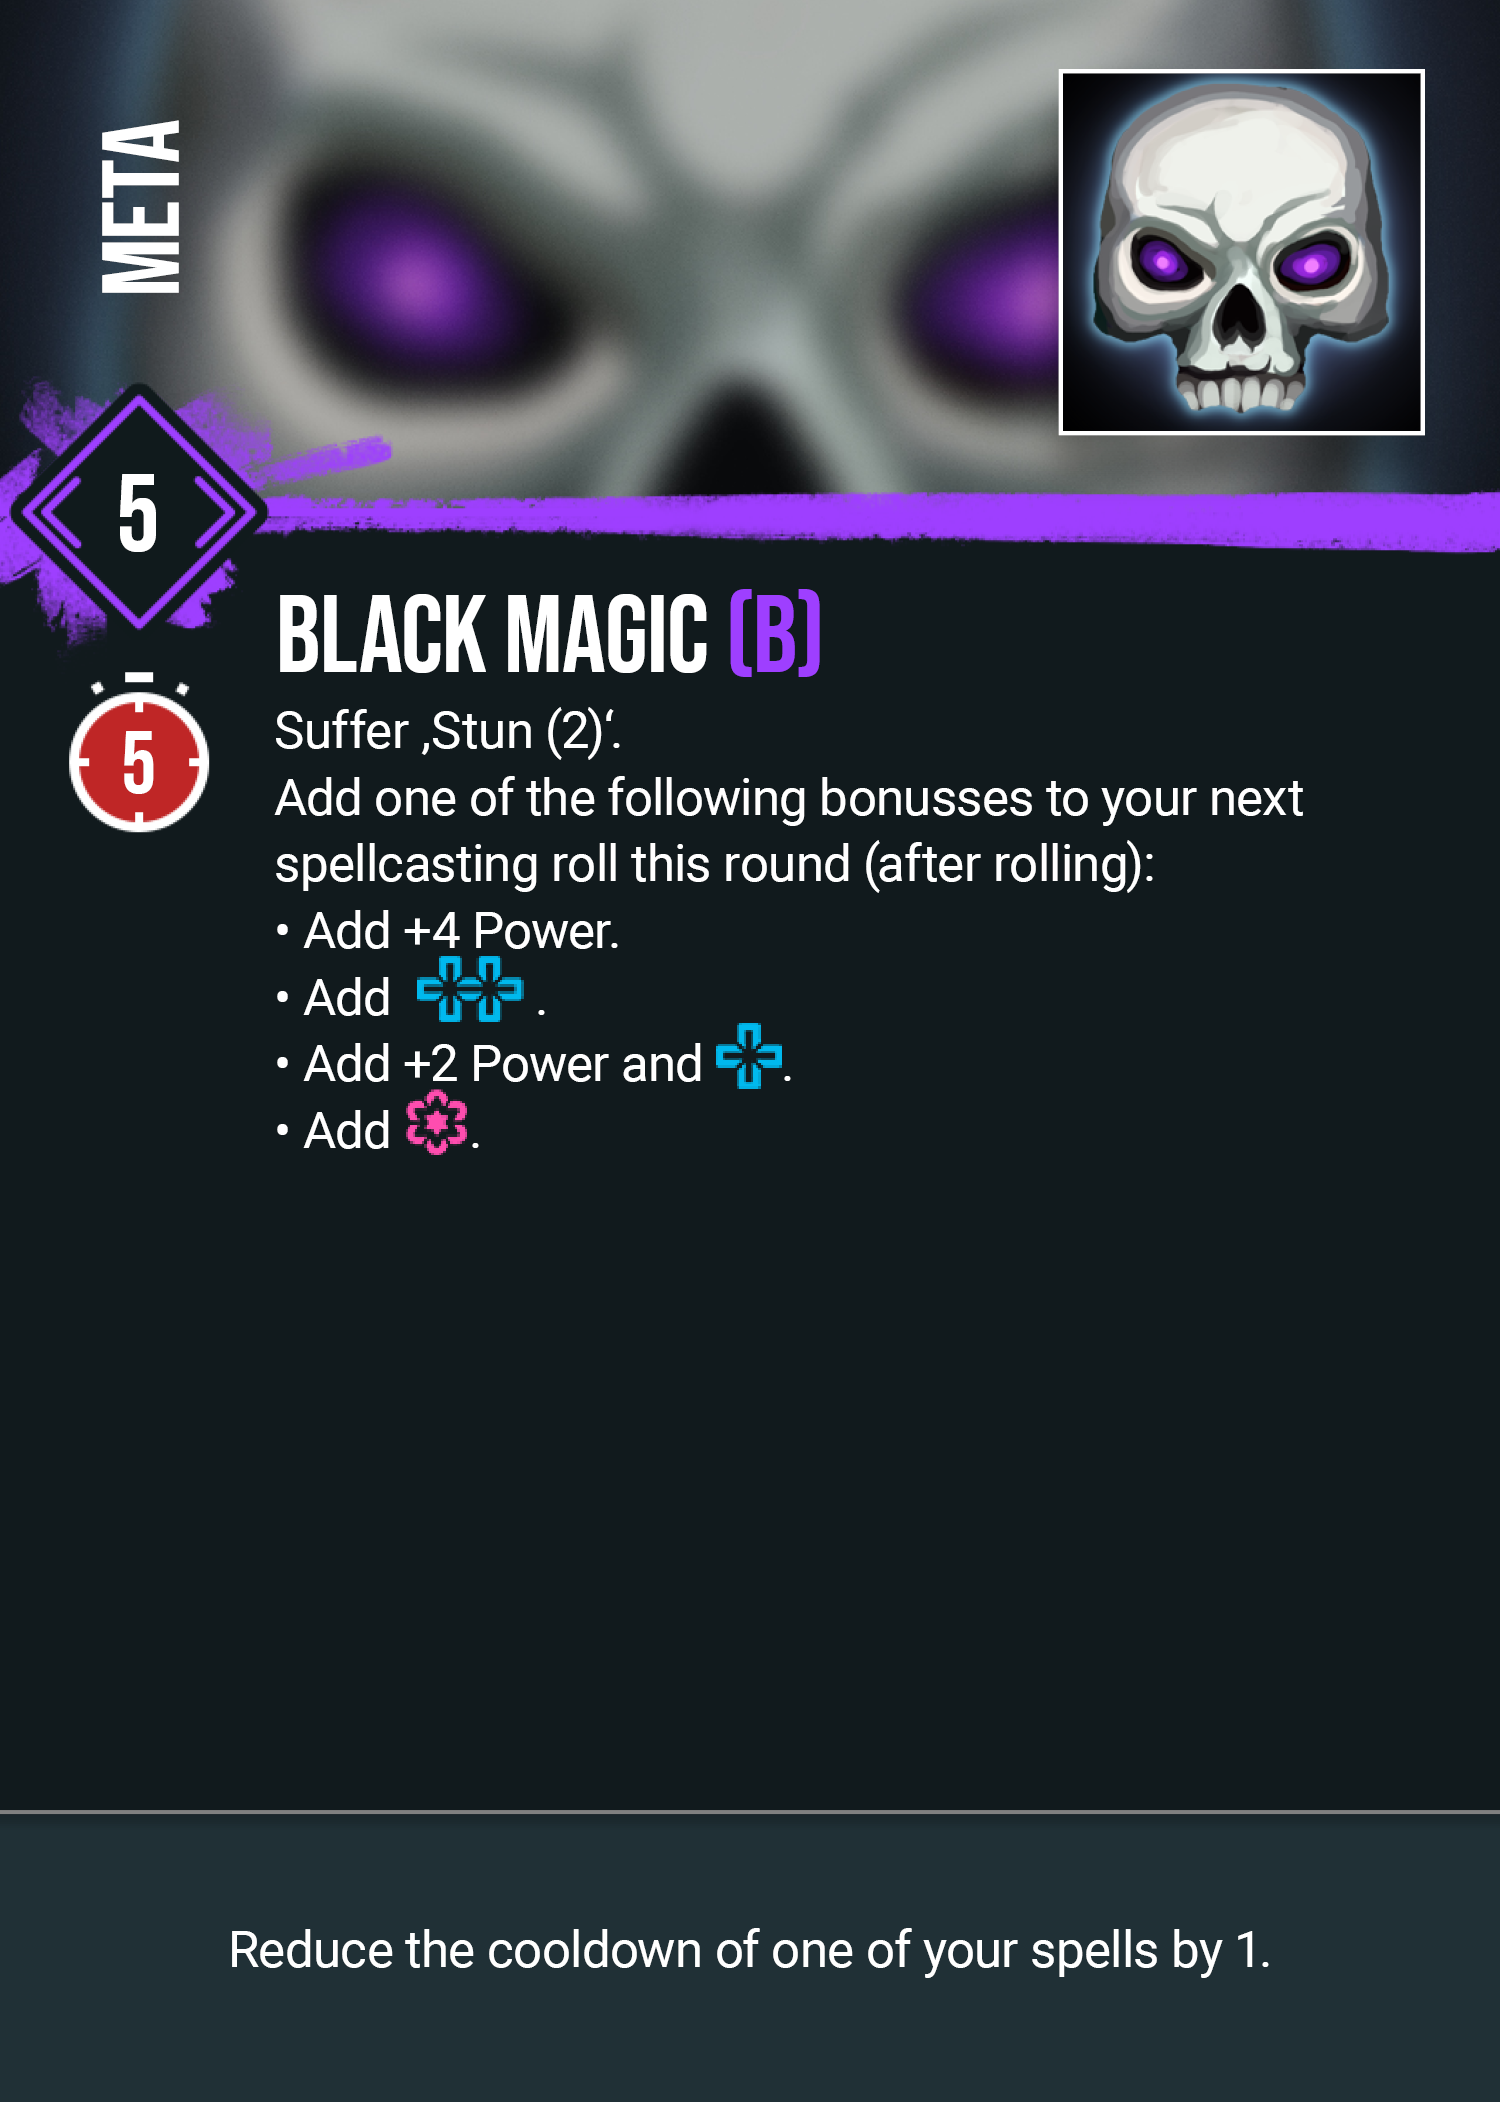 META
5
BLACK MAGIC (B)
5
Suffer ‚Stun (2)‘.
Add one of the following bonusses to your next
spellcasting roll this round (after rolling):
• Add +4 Power.
• Add .
• Add +2 Power and .
• Add .
Reduce the cooldown of one of your spells by 1.